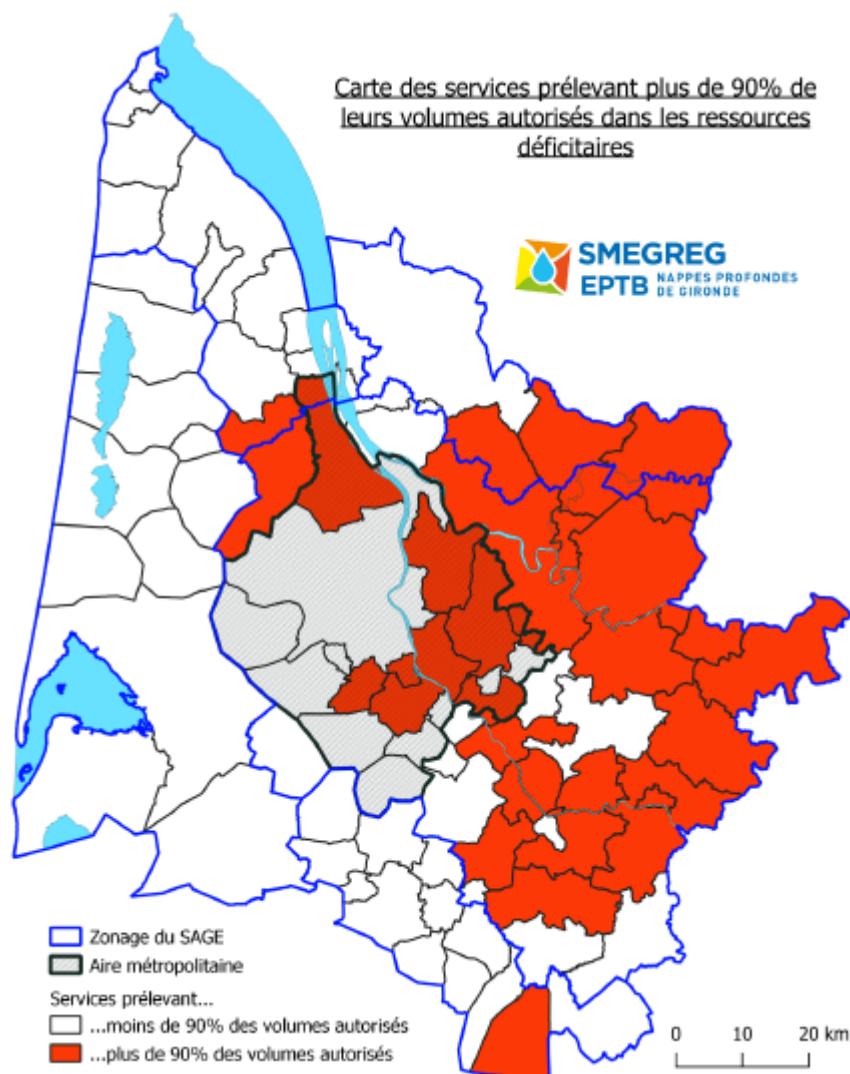 Carte des services prélevant plus de 90% de
leurs volumes autorisés dans les ressources
déficitaires
SMEGREG
EPTB NAPPES PROFONDES
DE GIRONDE
Zonage du SAGE
Aire métropolitaine
Services prélevant...
...moins de 90% des volumes autorisés
...plus de 90% des volumes autorisés
0 10 20 km